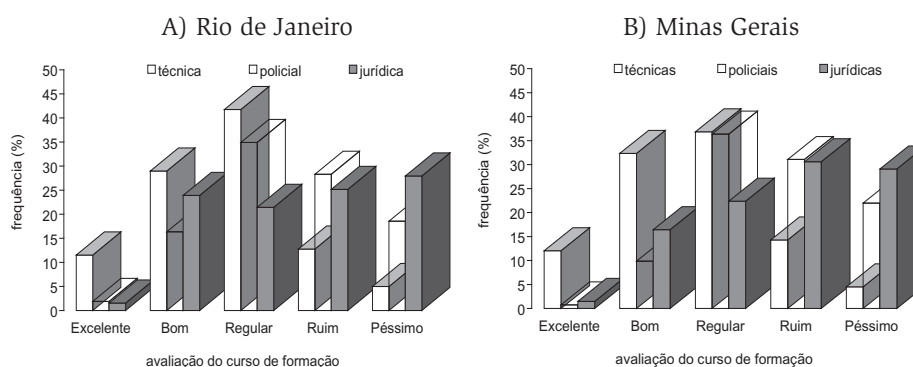 A) Rio de Janeiro
técnica policial jurídica
frequência (%)
50
45
40
35
30
25
20
15
10
5
0
Excelente Bom Regular Ruim Péssimo
avaliação do curso de formação
B) Minas Gerais
técnicas policiais jurídicas
frequência (%)
50
45
40
35
30
25
20
15
10
5
0
Excelente Bom Regular Ruim Péssimo
avaliação do curso de formação